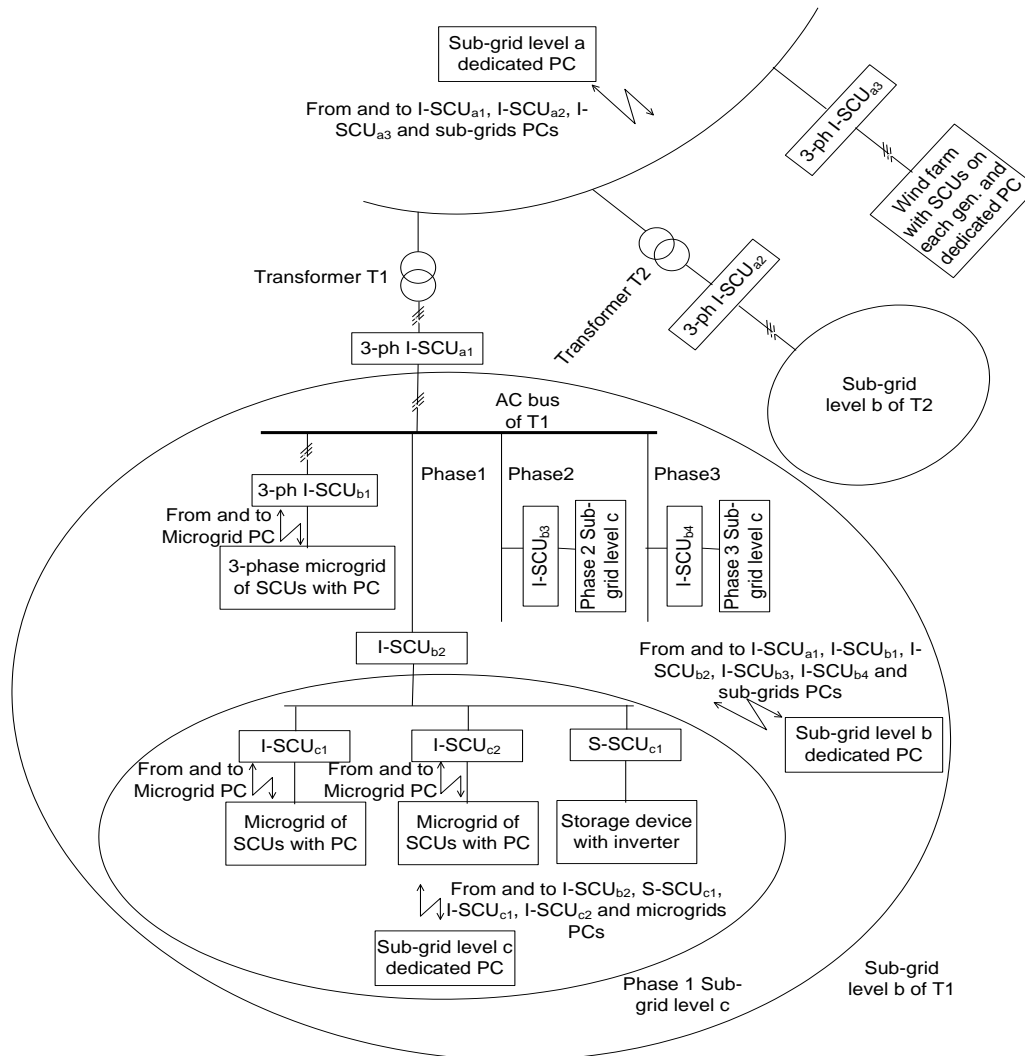 Sub-grid level a
dedicated PC
From and to I-SCUa1, I-SCUa2, I-
SCUa3 and sub-grids PCs
3-ph I-SCUa3
Wind farm
with SCUs on
each gen. and
dedicated PC
Transformer T1
Transformer T2
3-ph I-SCUa2
3-ph I-SCUa1
Sub-grid
level b of T2
AC bus
of T1
Phase1
Phase2
Phase3
3-ph I-SCUb1
From and to
Microgrid PC
3-phase microgrid
of SCUs with PC
I-SCUb3
Phase 2 Sub-
grid level c
I-SCUb4
Phase 3 Sub-
grid level c
I-SCUb2
From and to I-SCUa1, I-SCUb1, I-
SCUb2, I-SCUb3, I-SCUb4 and
sub-grids PCs
Sub-grid level b
dedicated PC
I-SCUc1
I-SCUc2
S-SCUc1
From and to
Microgrid PC
From and to
Microgrid PC
Microgrid of
SCUs with PC
Microgrid of
SCUs with PC
Storage device
with inverter
From and to I-SCUb2, S-SCUc1,
I-SCUc1, I-SCUc2 and microgrids
PCs
Sub-grid level c
dedicated PC
Phase 1 Sub-
grid level c
Sub-grid
level b of T1